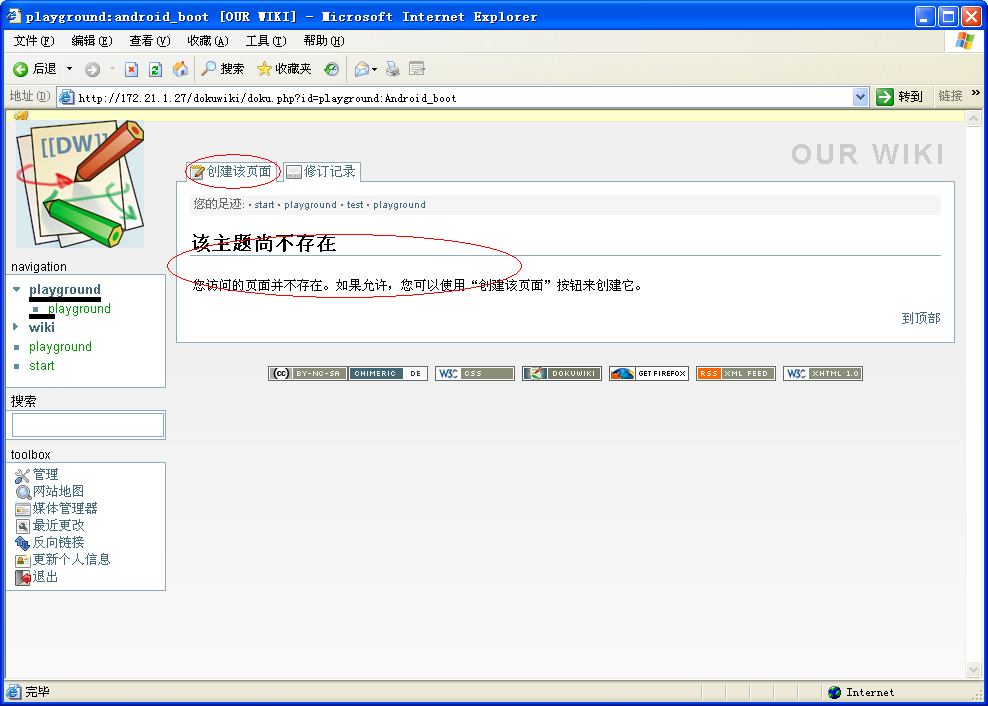 playground:android_boot [OUR WIKI] - Microsoft Internet Explorer
文件(F) 编辑(E) 查看(V) 收藏(A) 工具(T) 帮助(H)
后退 搜索 收藏夹
地址(D) http://172.21.1.27/dokuwiki/doku.php?id=playground:Android_boot 转到 链接 »
[[DW]]
OUR WIKI
创建该页面 修订记录
您的足迹: • start • playground • test • playground
该主题尚不存在
您访问的页面并不存在。如果允许，您可以使用“创建该页面”按钮来创建它。
到顶部
navigation
playground
playground
wiki
playground
start
搜索
toolbox
管理
网站地图
媒体管理器
最近更改
反向链接
更新个人信息
退出
(cc) BY-NC-SA CHIMERIC DE W3C CSS DOKUWIKI GET FIREFOX RSS XML FEED W3C XHTML 1.0
完毕 Internet